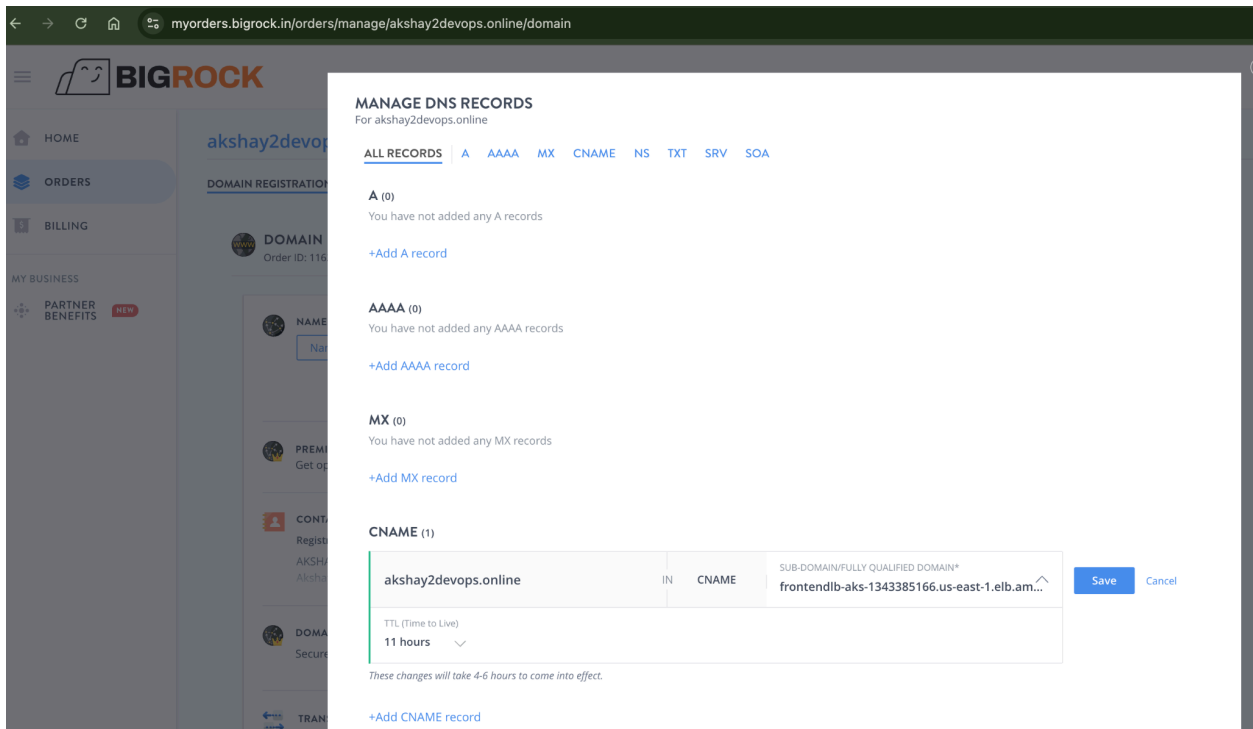 myorders.bigrock.in/orders/manage/akshay2devops.online/domain
BIGROCK
HOME
ORDERS
BILLING
MY BUSINESS
PARTNER BENEFITS NEW
akshay2devop
DOMAIN REGISTRATION
DOMAIN
Order ID: 116
NAME
Na
PREMI
Get op
CONTA
Regist
AKSHA
Aksha
DOMA
Secure
TRAN
MANAGE DNS RECORDS
For akshay2devops.online
ALL RECORDS A AAAA MX CNAME NS TXT SRV SOA
A (0)
You have not added any A records
+Add A record
AAAA (0)
You have not added any AAAA records
+Add AAAA record
MX (0)
You have not added any MX records
+Add MX record
CNAME (1)
SUB-DOMAIN/FULLY QUALIFIED DOMAIN*
akshay2devops.online IN CNAME frontendlb-aks-1343385166.us-east-1.elb.am... Save Cancel
TTL (Time to Live)
11 hours
These changes will take 4-6 hours to come into effect.
+Add CNAME record